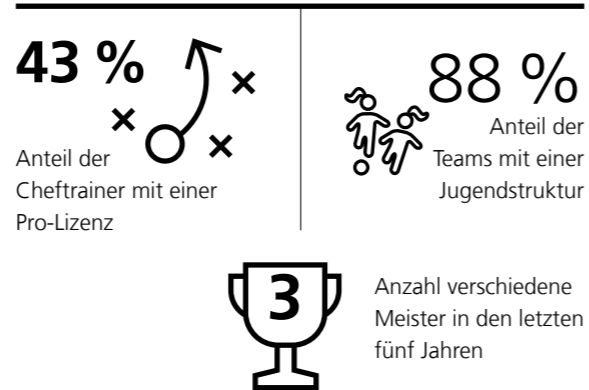 43 %
Anteil der
Cheftrainer mit einer
Pro-Lizenz
88 %
Anteil der
Teams mit einer
Jugendstruktur
3
Anzahl verschiedene
Meister in den letzten
fünf Jahren